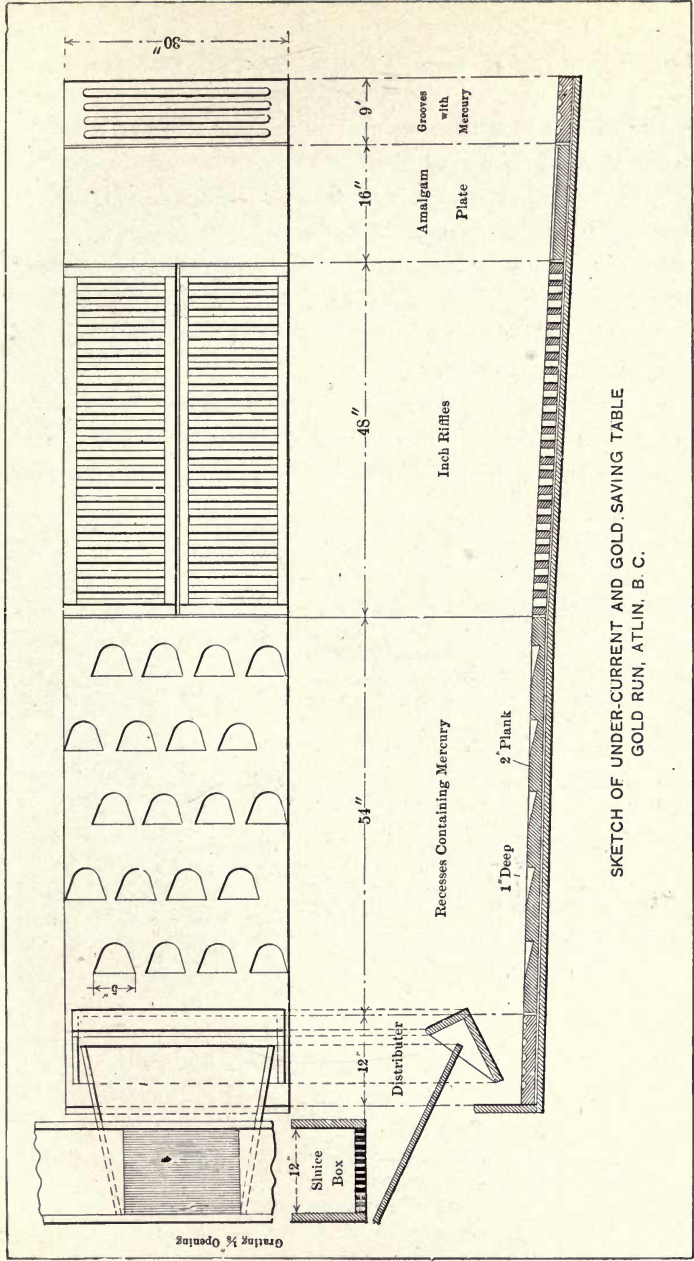 30"
9'
Grooves
with
Mercury
16"
Amalgam
Plate
48"
Inch Riffles
54"
Recesses Containing Mercury
2" Plank
1" Deep
5"
12"
Distributer
12"
Sluice
Box
Grating ⅛" Opening
SKETCH OF UNDER-CURRENT AND GOLD SAVING TABLE
GOLD RUN, ATLIN, B. C.